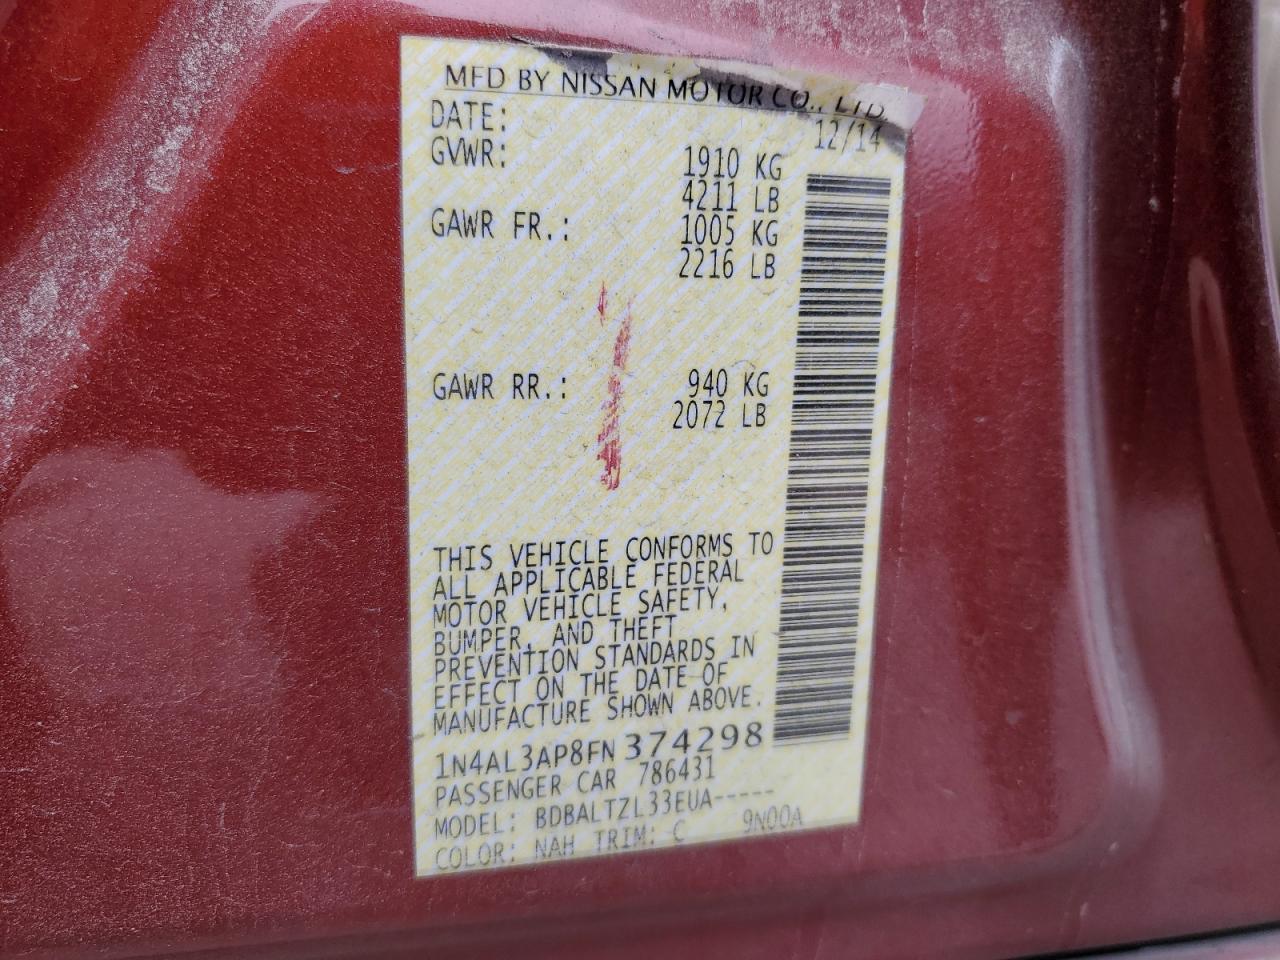 MFD BY NISSAN MOTOR CO., LTD.
DATE: 12/14
GVWR: 1910 KG
4211 LB
GAWR FR.: 1005 KG
2216 LB
GAWR RR.: 940 KG
2072 LB
THIS VEHICLE CONFORMS TO
ALL APPLICABLE FEDERAL
MOTOR VEHICLE SAFETY,
BUMPER, AND THEFT
PREVENTION STANDARDS IN
EFFECT ON THE DATE OF
MANUFACTURE SHOWN ABOVE.
1N4AL3AP8FN 374298
PASSENGER CAR 786431
MODEL: BDBALTZL33EUA-----
COLOR: NAH TRIM: C 9N00A